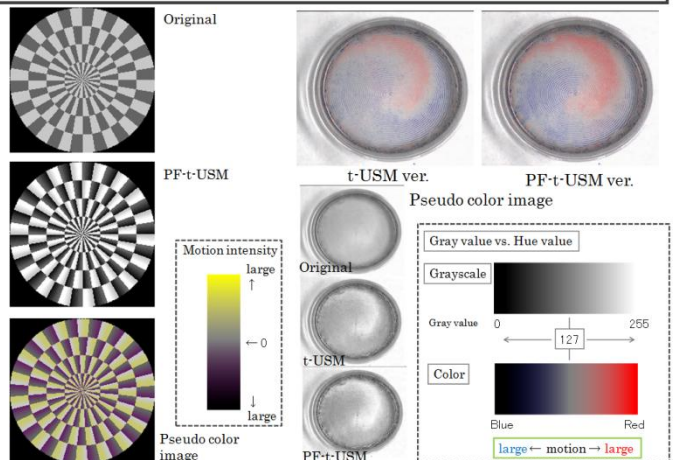 Original
PF-t-USM
Motion intensity
large
↑
← 0
↓
large
Pseudo color
image
t-USM ver.
PF-t-USM ver.
Pseudo color image
Original
t-USM
PF-t-USM
Gray value vs. Hue value
Grayscale
Gray value
0
255
127
Color
Blue
Red
large ← motion → large